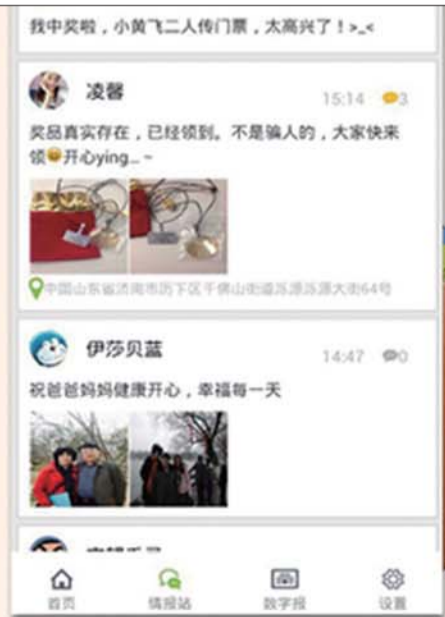 我中奖啦，小黄飞二人传门票，太高兴了！>_<
凌馨
15:14 3
奖品真实存在，已经领到。不是骗人的，大家快来
领😄开心ying...~
中国山东省济南市历下区千佛山街道泺源泺源大街64号
伊莎贝蓝
14:47 0
祝爸爸妈妈健康开心，幸福每一天
首页 情报站 数字报 设置